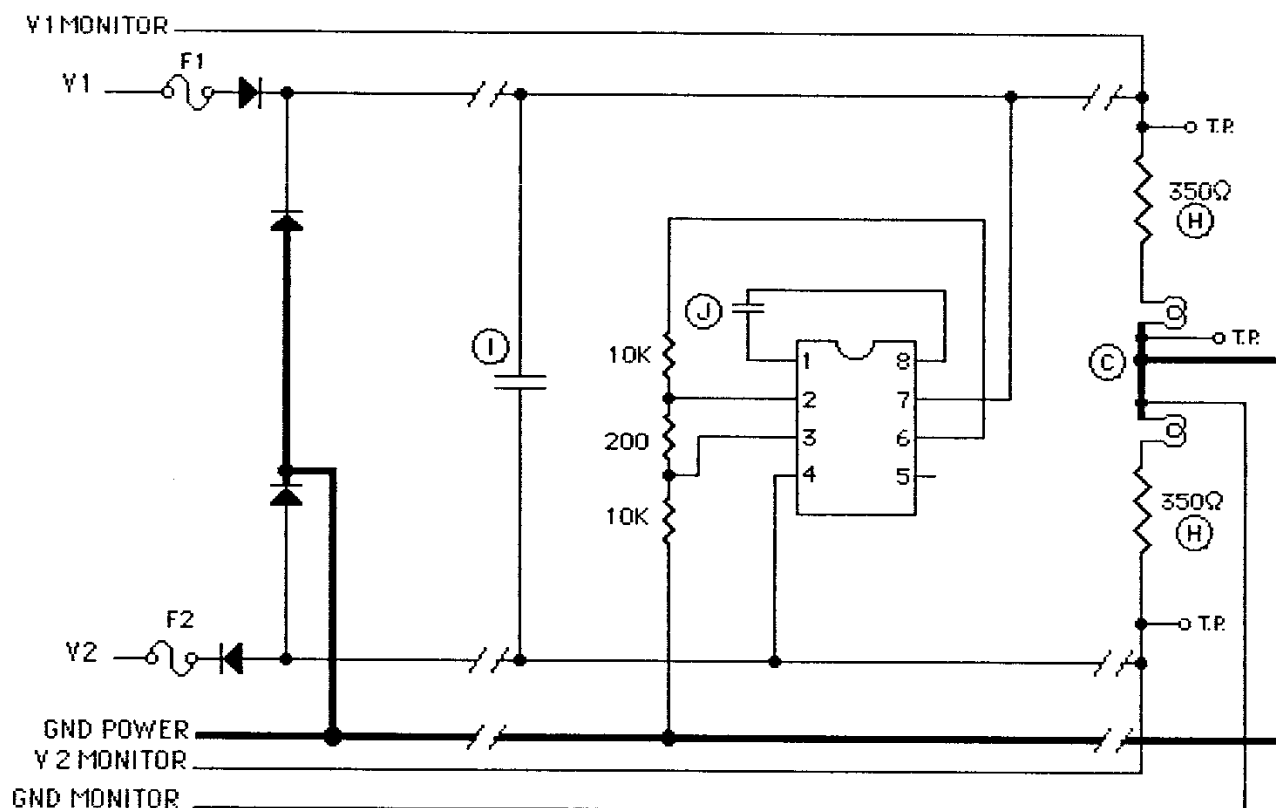 V1 MONITOR
F1
V1
T.P.
350Ω
H
J
I
10K
1
8
T.P.
C
2
7
200
3
6
4
5
10K
350Ω
H
F2
T.P.
V2
GND POWER
V2 MONITOR
GND MONITOR